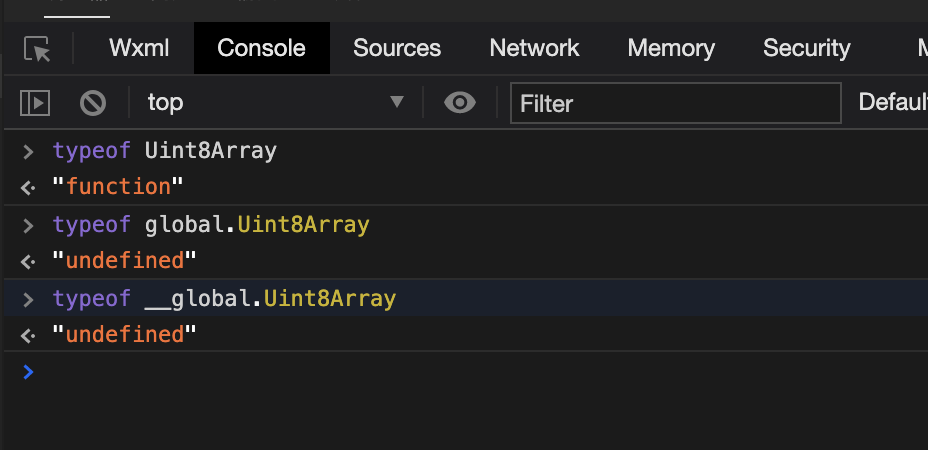 Wxml Console Sources Network Memory Security
top Filter Defaul
> typeof Uint8Array
<· "function"
> typeof global.Uint8Array
<· "undefined"
> typeof __global.Uint8Array
<· "undefined"
>